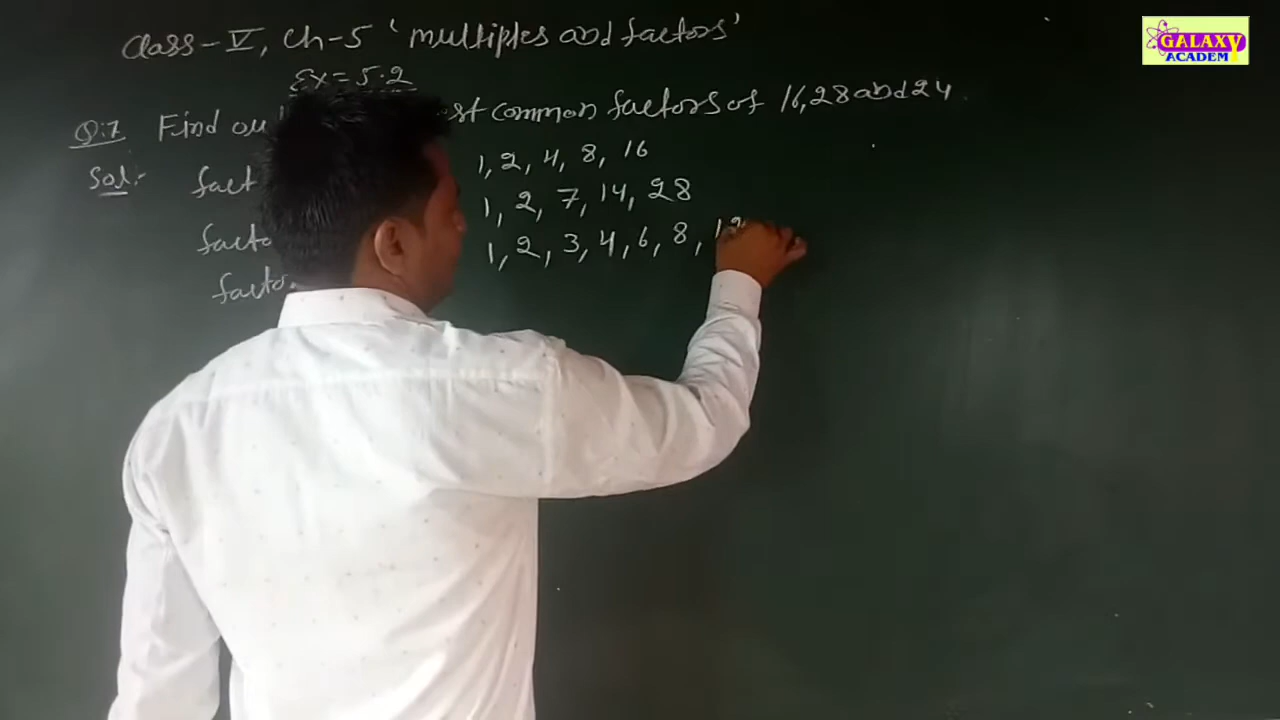 Class-V, Ch-5 'multiples and factors'
Ex = 5.2
Q:7 Find ou st common factors of 16, 28 and 24
Sol:- fact 1, 2, 4, 8, 16
facto 1, 2, 7, 14, 28
facto 1, 2, 3, 4, 6, 8, 12
GALAXY
ACADEM